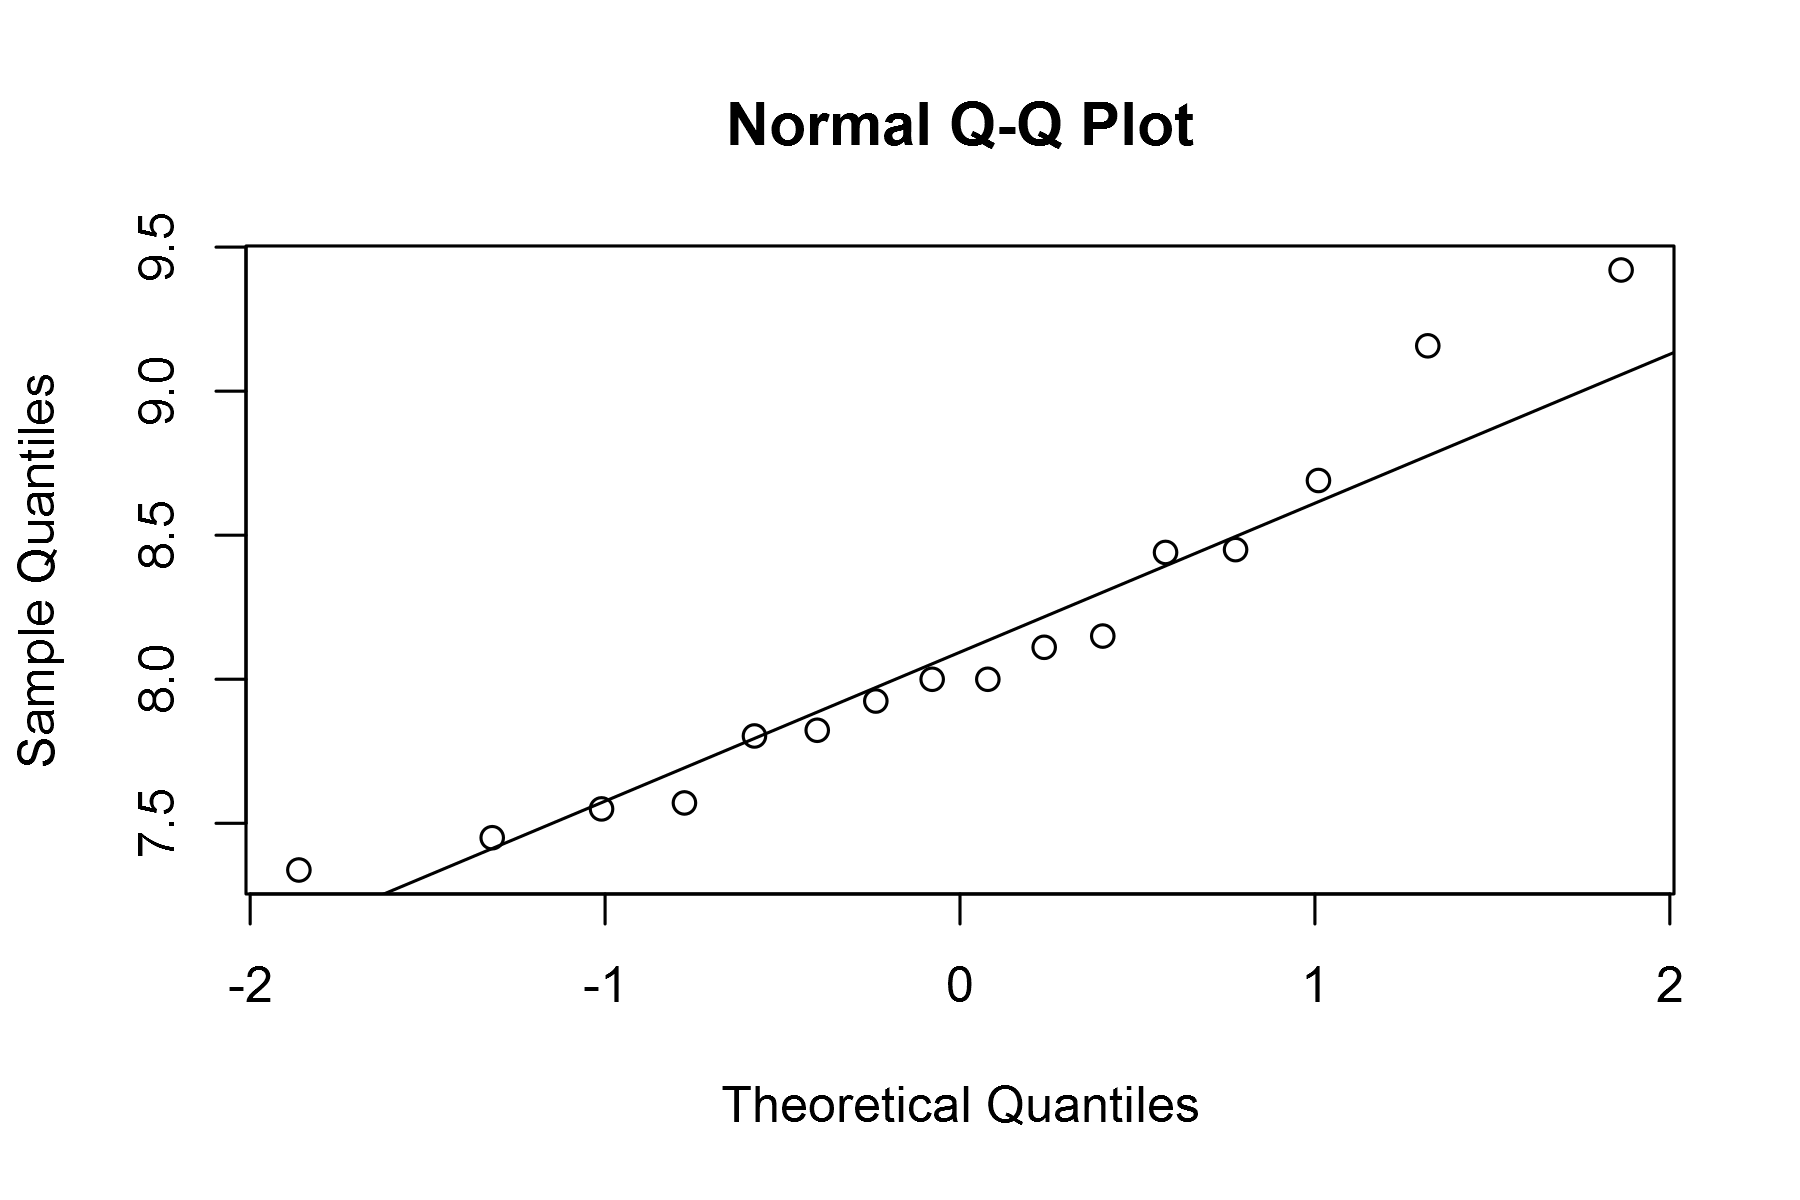 Normal Q-Q Plot
Sample Quantiles
9.5
9.0
8.5
8.0
7.5
-2 -1 0 1 2
Theoretical Quantiles